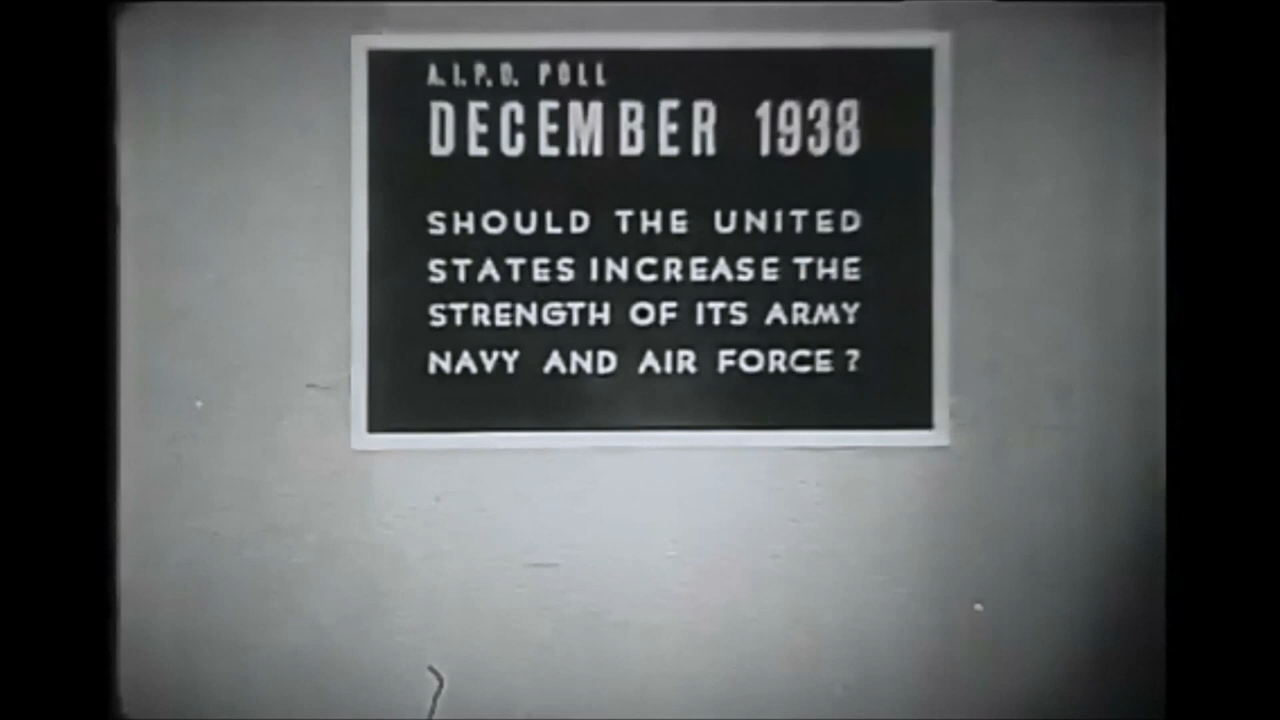 A.I.P.O. POLL
DECEMBER 1938
SHOULD THE UNITED
STATES INCREASE THE
STRENGTH OF ITS ARMY
NAVY AND AIR FORCE ?